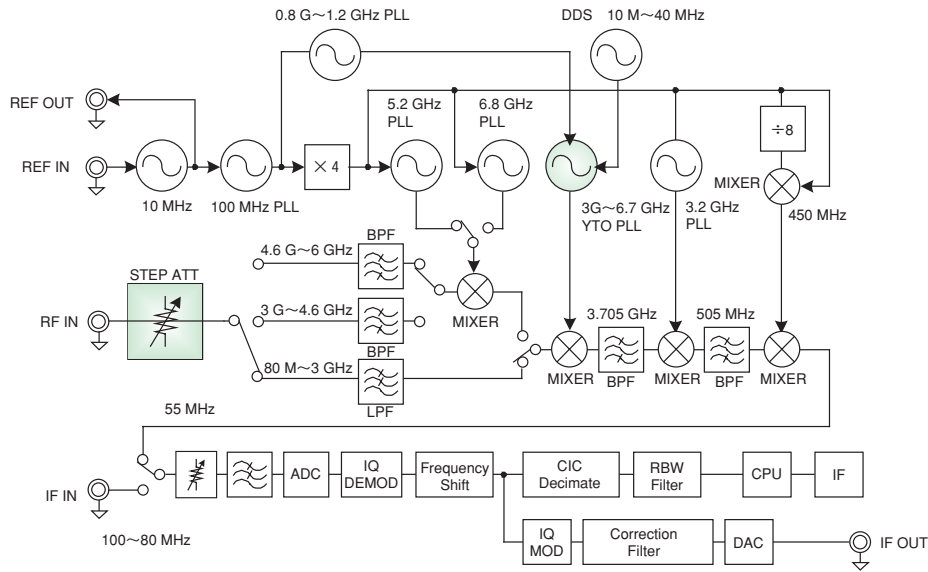 0.8 G～1.2 GHz PLL
DDS 10 M～40 MHz
REF OUT
5.2 GHz
PLL
6.8 GHz
PLL
÷8
REF IN
× 4
MIXER
10 MHz
100 MHz PLL
3G～6.7 GHz
YTO PLL
3.2 GHz
PLL
450 MHz
BPF
4.6 G～6 GHz
STEP ATT
MIXER
RF IN
3 G～4.6 GHz
BPF
3.705 GHz
505 MHz
80 M～3 GHz
LPF
MIXER
BPF
MIXER
BPF
MIXER
55 MHz
IF IN
ADC
IQ
DEMOD
Frequency
Shift
CIC
Decimate
RBW
Filter
CPU
IF
100～80 MHz
IQ
MOD
Correction
Filter
DAC
IF OUT